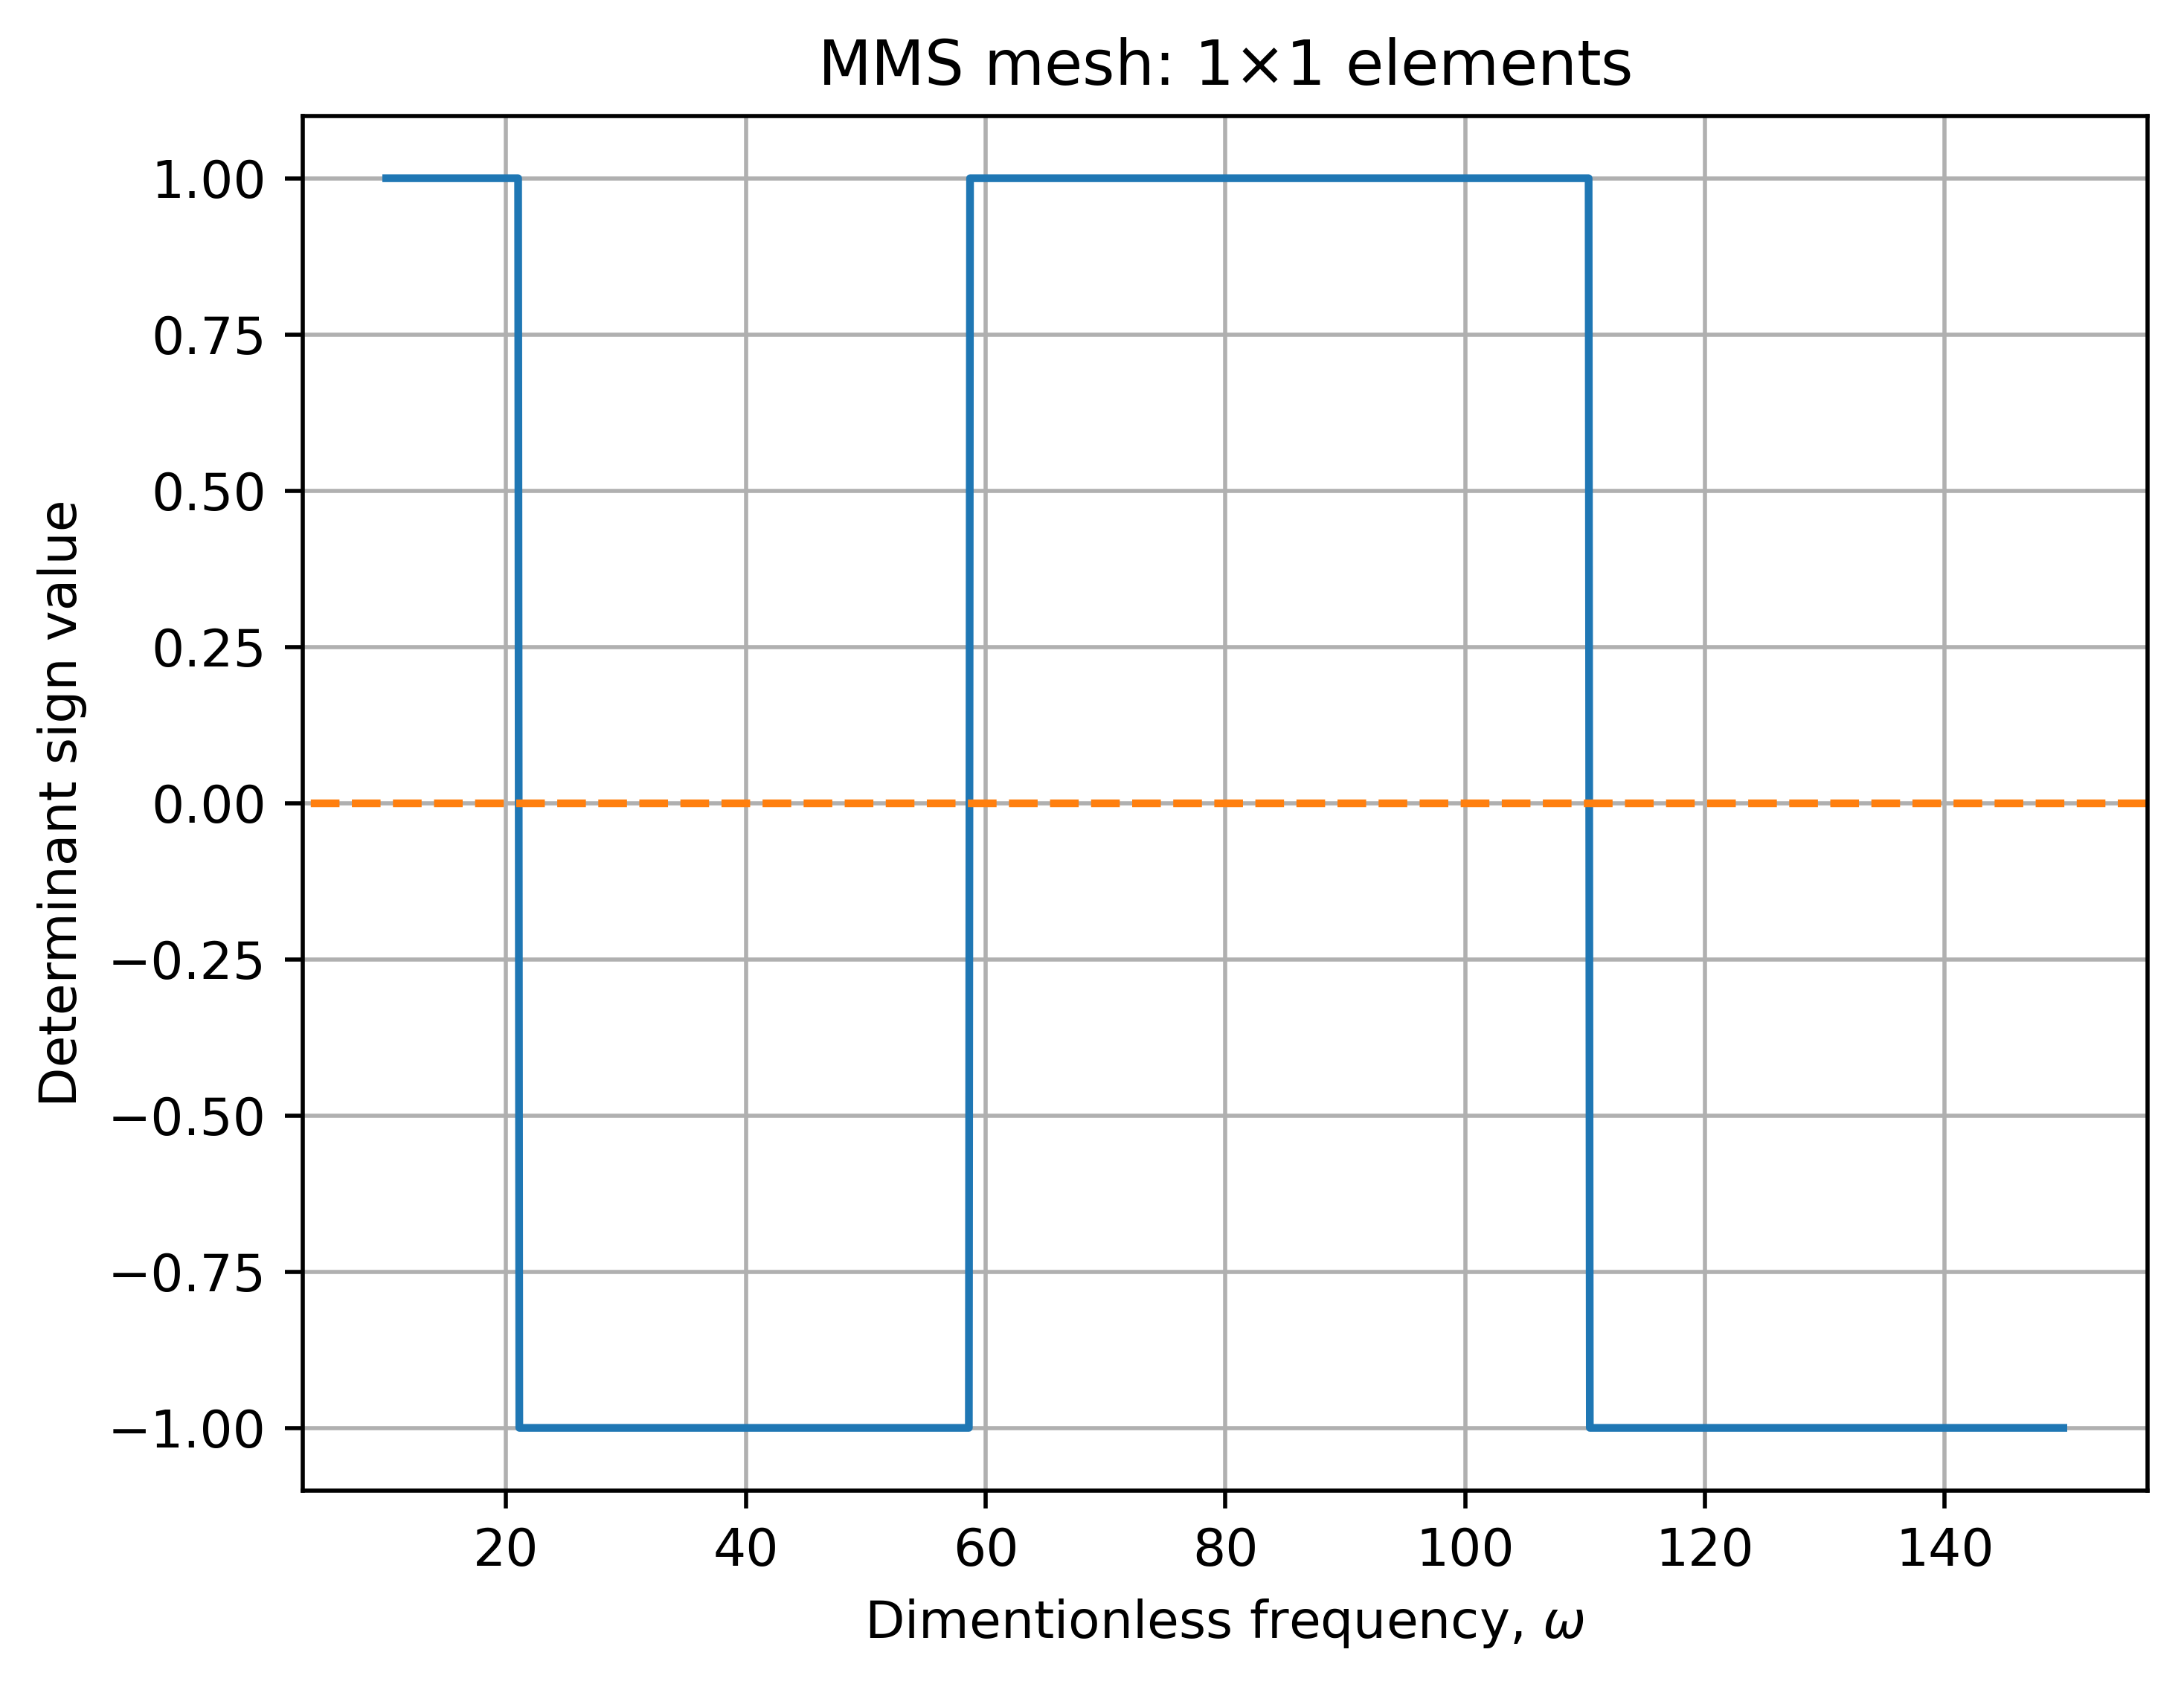 MMS mesh: 1×1 elements
1.00
0.75
0.50
0.25
0.00
−0.25
−0.50
−0.75
−1.00
Determinant sign value
20 40 60 80 100 120 140
Dimentionless frequency, ω